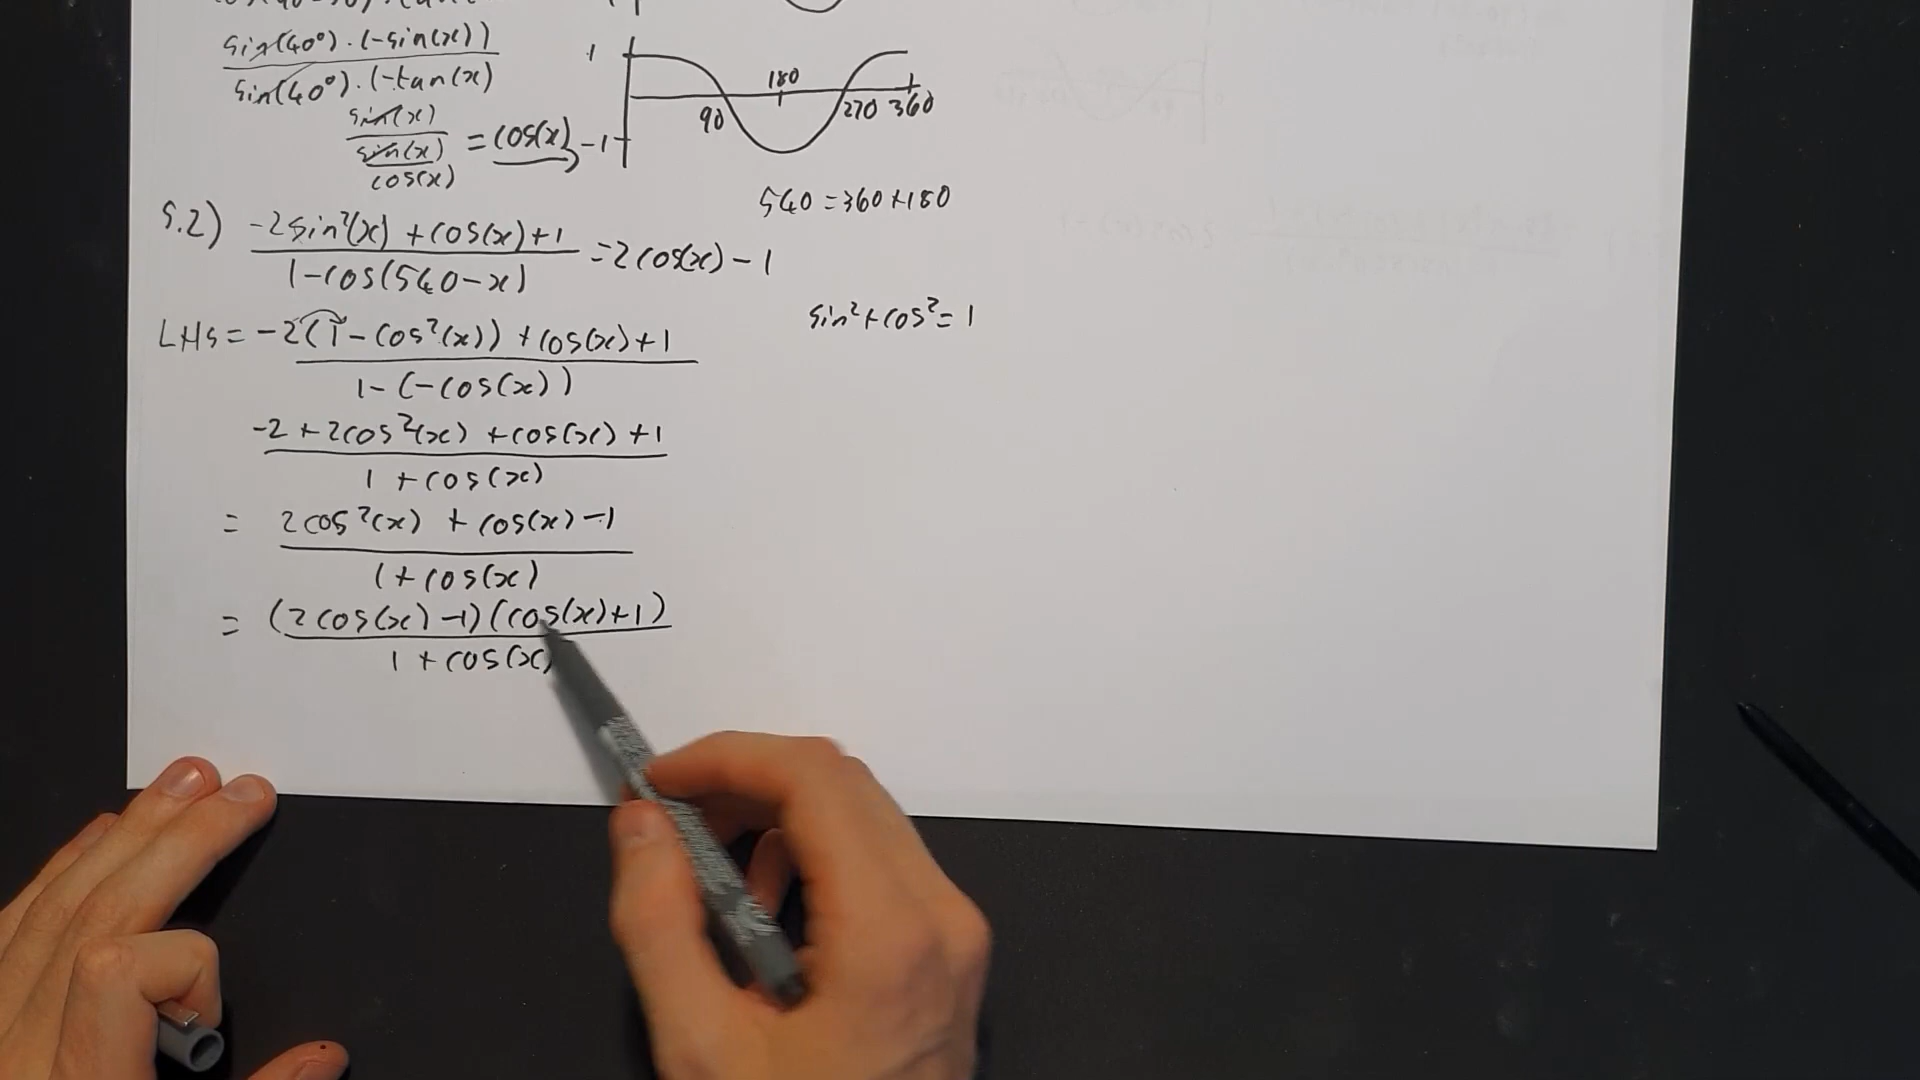 sin(40°).(-sin(x))
sin(40°).(-tan(x)
sin(x)
sin(x)
cos(x)
= cos(x)
1
-1
90
180
270 360
540 = 360 + 180
5.2) -2sin²(x) + cos(x) + 1
1 - cos(540 - x)
= 2cos(x) - 1
sin² + cos² = 1
LHS = -2(1 - cos²(x)) + cos(x) + 1
1 - (-cos(x))
-2 + 2cos²(x) + cos(x) + 1
1 + cos(x)
= 2cos²(x) + cos(x) - 1
1 + cos(x)
= (2cos(x) - 1)(cos(x) + 1)
1 + cos(x)